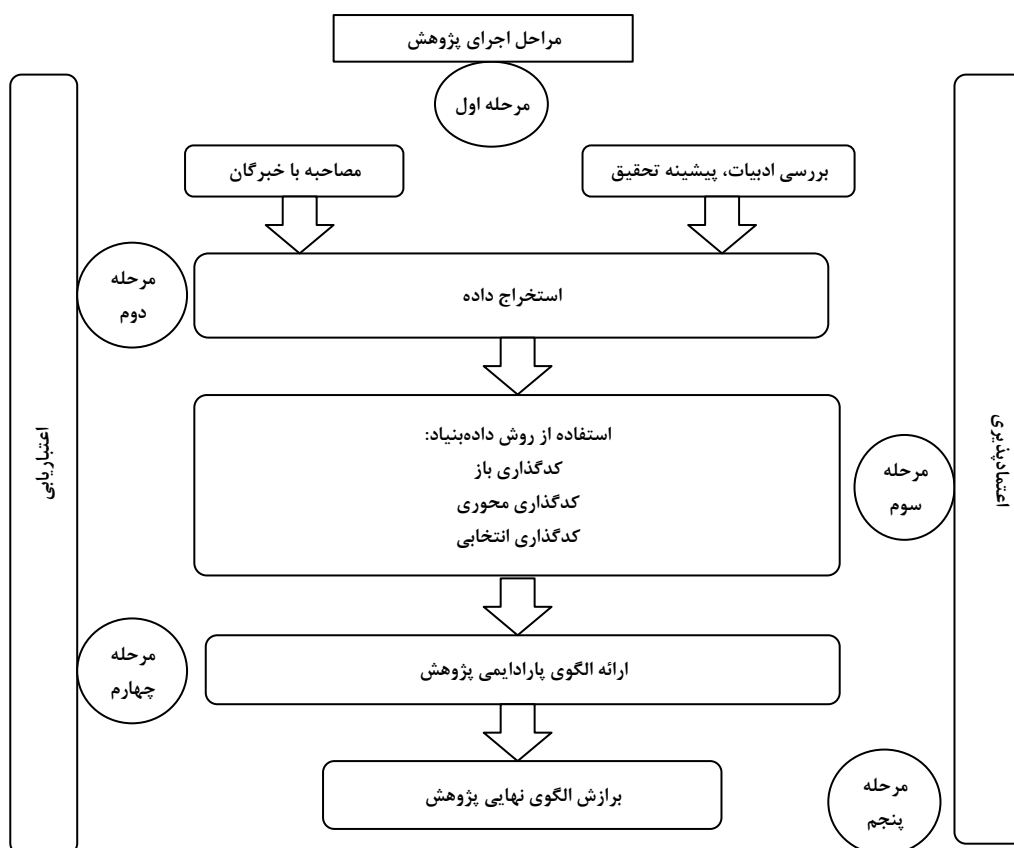 مراحل اجرای پژوهش
مرحله اول
بررسی ادبیات، پیشینه تحقیق
مصاحبه با خبرگان
مرحله
دوم
استخراج داده
استفاده از روش داده‌بنیاد:
کدگذاری باز
کدگذاری محوری
کدگذاری انتخابی
مرحله
سوم
اعتمادپذیری
اعتباریابی
مرحله
چهارم
ارائه الگوی پارادایمی پژوهش
برازش الگوی نهایی پژوهش
مرحله
پنجم